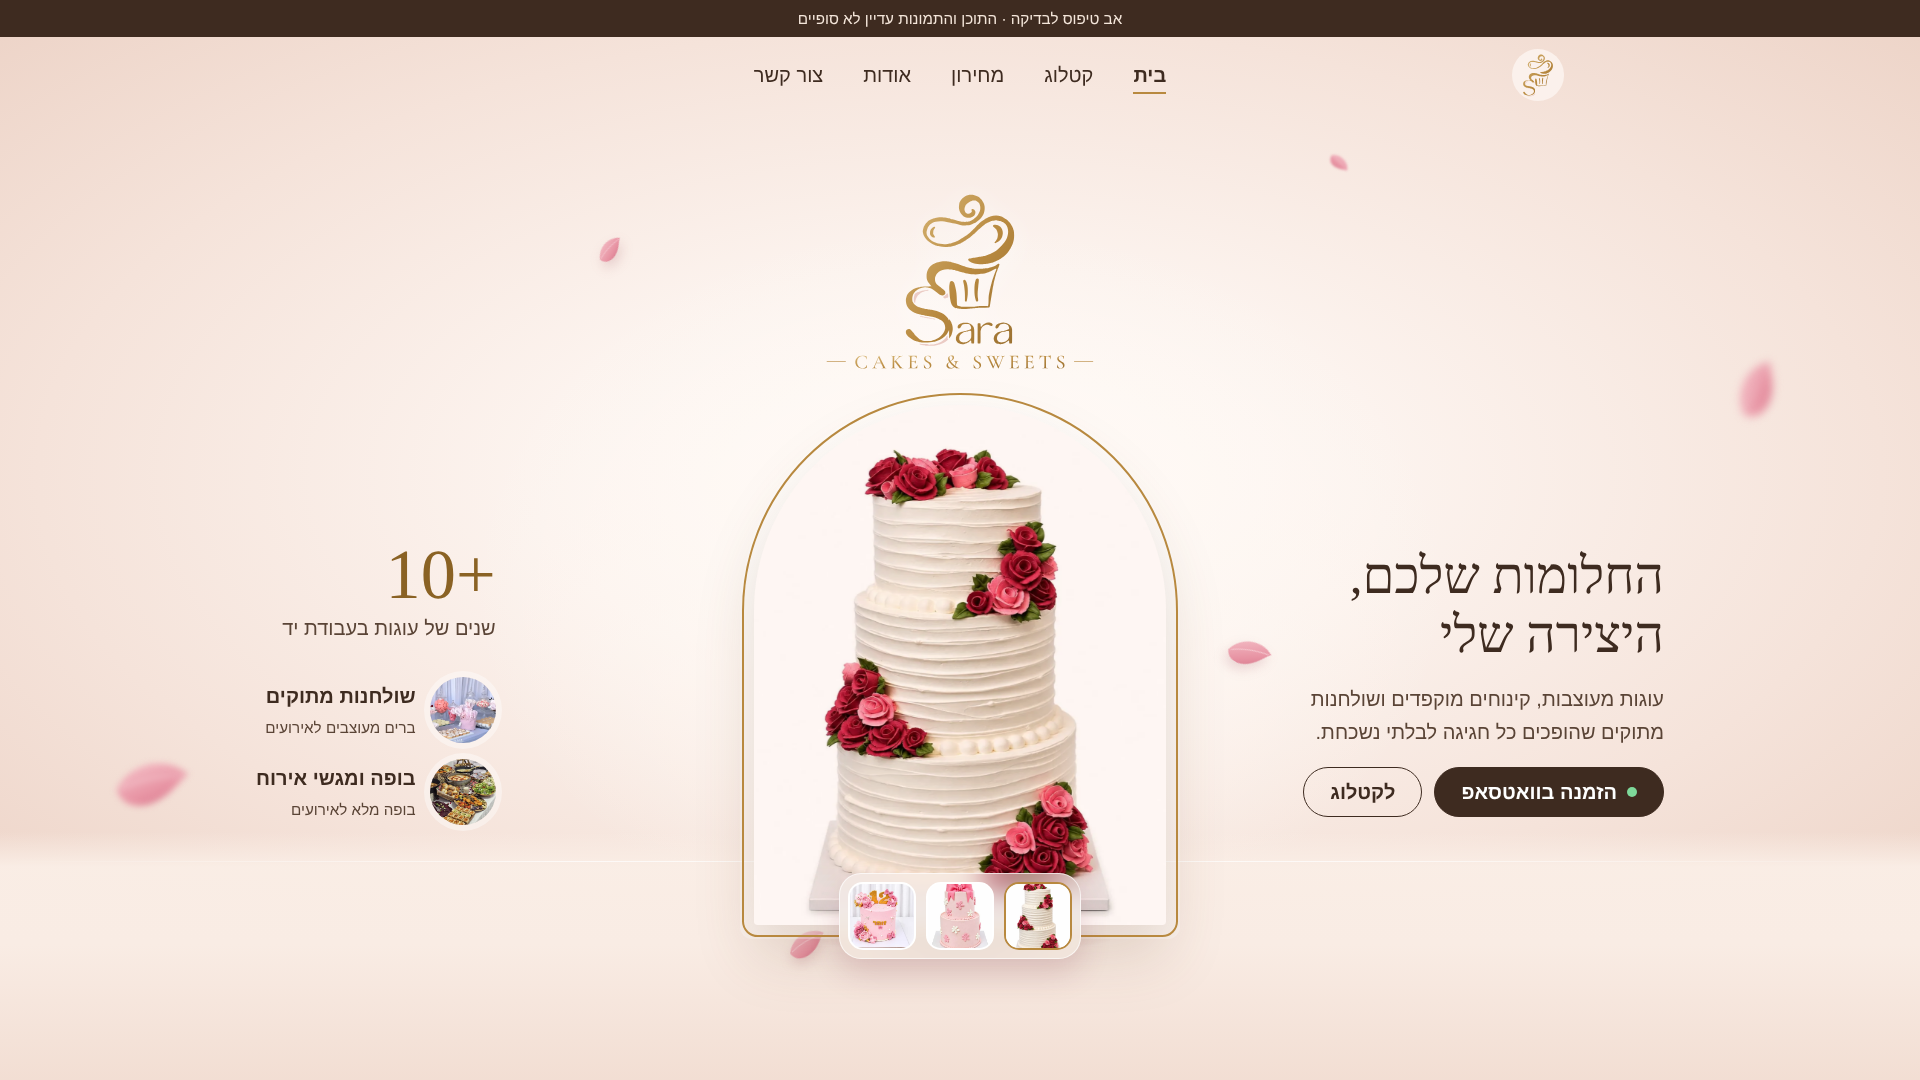 אב טיפוס לבדיקה · התוכן והתמונות עדיין לא סופיים
בית
קטלוג
מחירון
אודות
צור קשר
Sara
CAKES & SWEETS
החלומות שלכם,
היצירה שלי
עוגות מעוצבות, קינוחים מוקפדים ושולחנות
מתוקים שהופכים כל חגיגה לבלתי נשכחת.
הזמנה בוואטסאפ
לקטלוג
10+
שנים של עוגות בעבודת יד
שולחנות מתוקים
ברים מעוצבים לאירועים
בופה ומגשי אירוח
בופה מלא לאירועים
12